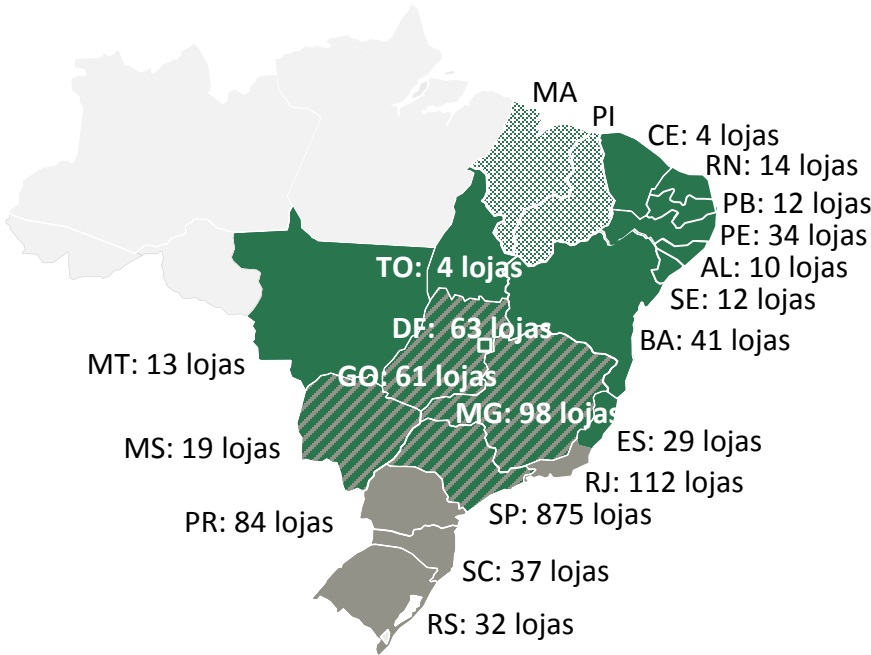 MA
PI
CE: 4 lojas
RN: 14 lojas
PB: 12 lojas
PE: 34 lojas
TO: 4 lojas
AL: 10 lojas
SE: 12 lojas
DF: 63 lojas
BA: 41 lojas
MT: 13 lojas
GO: 61 lojas
MG: 98 lojas
ES: 29 lojas
MS: 19 lojas
RJ: 112 lojas
SP: 875 lojas
PR: 84 lojas
SC: 37 lojas
RS: 32 lojas